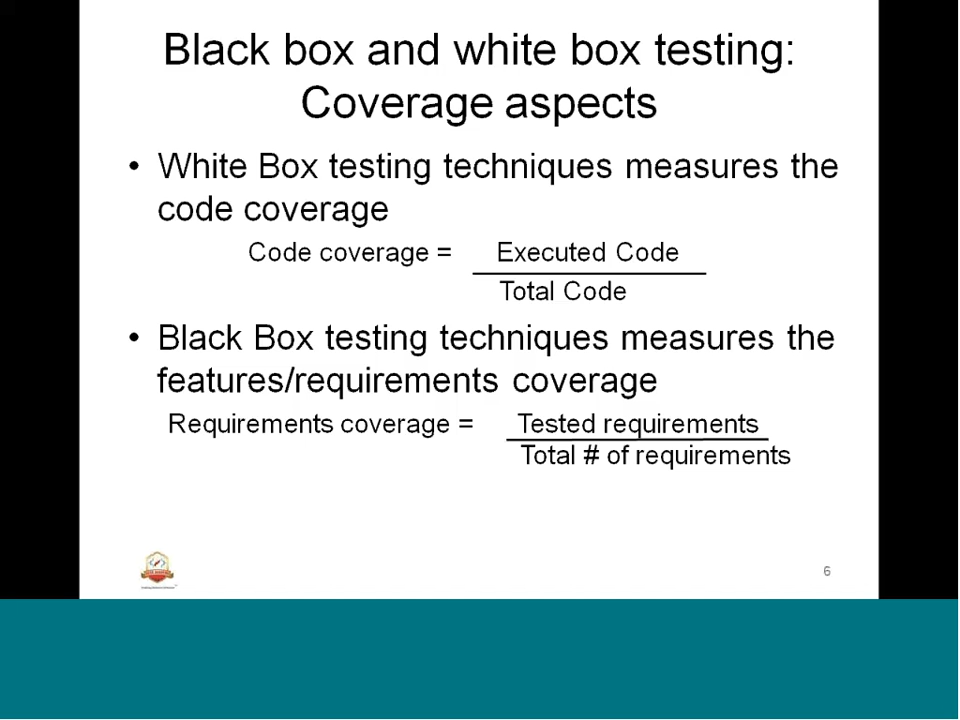 Black box and white box testing:
Coverage aspects
• White Box testing techniques measures the
code coverage
Code coverage = Executed Code
Total Code
• Black Box testing techniques measures the
features/requirements coverage
Requirements coverage = Tested requirements
Total # of requirements
6